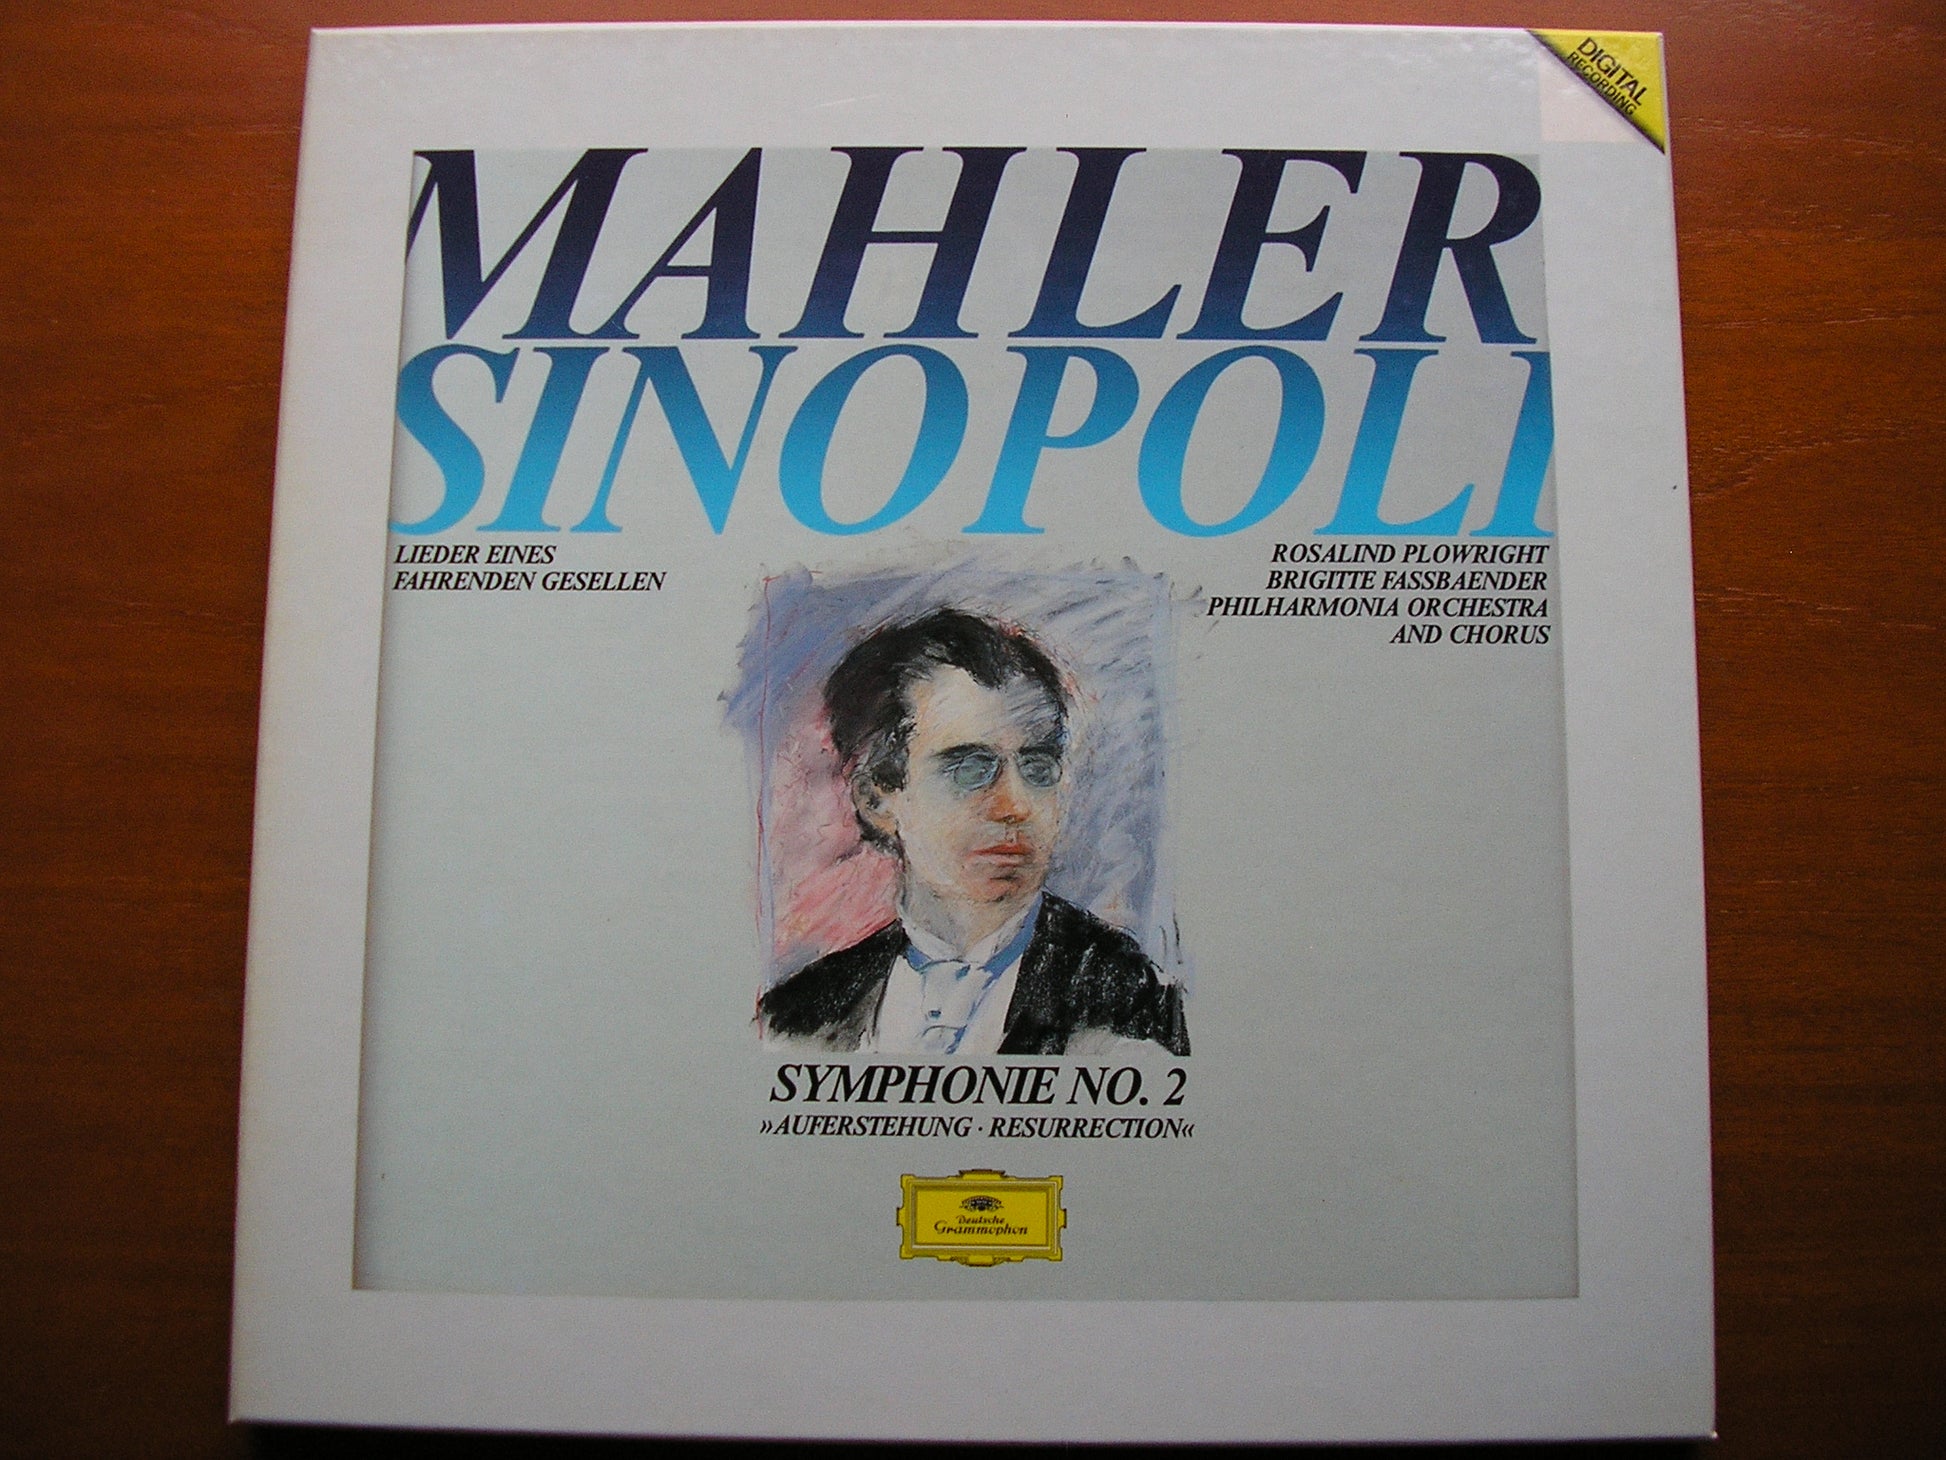 DIGITAL
RECORDING
MAHLER
SINOPOLI
LIEDER EINES
FAHRENDEN GESELLEN
ROSALIND PLOWRIGHT
BRIGITTE FASSBAENDER
PHILHARMONIA ORCHESTRA
AND CHORUS
SYMPHONIE NO. 2
»AUFERSTEHUNG · RESURRECTION«
Deutsche
Grammophon